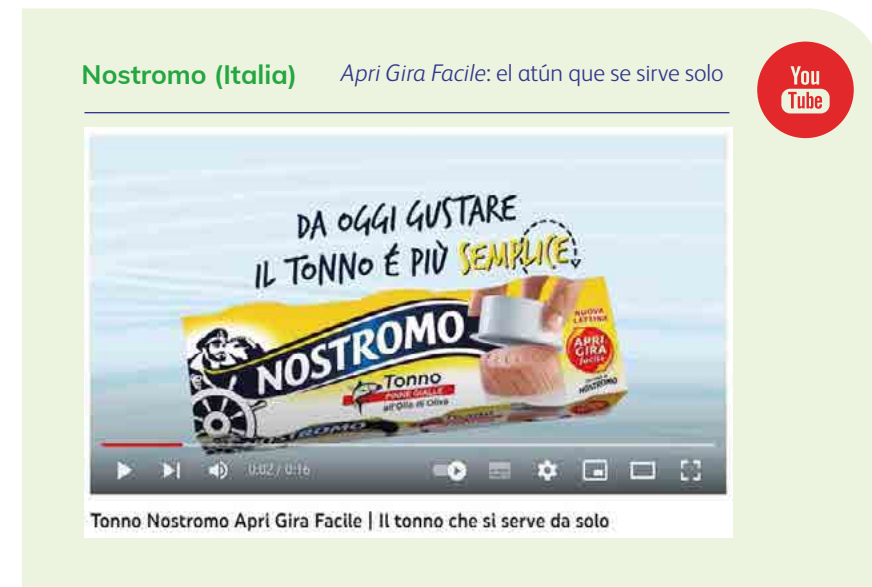 Nostromo (Italia)
Apri Gira Facile: el atún que se sirve solo
You
Tube
DA OGGI GUSTARE
IL TONNO É PIÙ SEMPLICE
NUOVA
LATTINA
APRI
GIRA
facile
NOSTROMO
NOSTROMO
Tonno
PINNE GIALLE
all'Olio di Oliva
NOSTROMO
Tonno
0:02 / 0:16
Tonno Nostromo Apri Gira Facile | Il tonno che si serve da solo